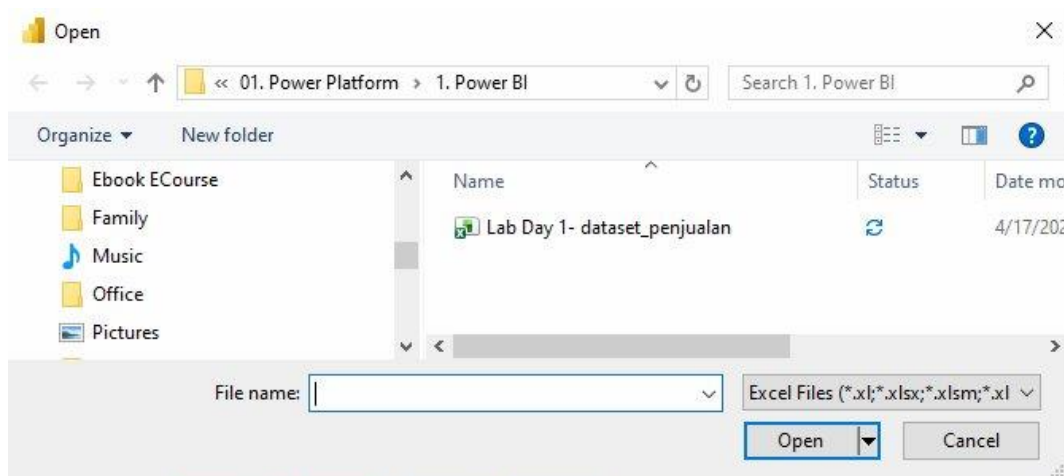 Open
« 01. Power Platform › 1. Power BI
Search 1. Power BI
Organize
New folder
Ebook ECourse
Family
Music
Office
Pictures
Name
Status
Date mo
Lab Day 1- dataset_penjualan
4/17/202
File name:
Excel Files (*.xl;*.xlsx;*.xlsm;*.xl
Open
Cancel